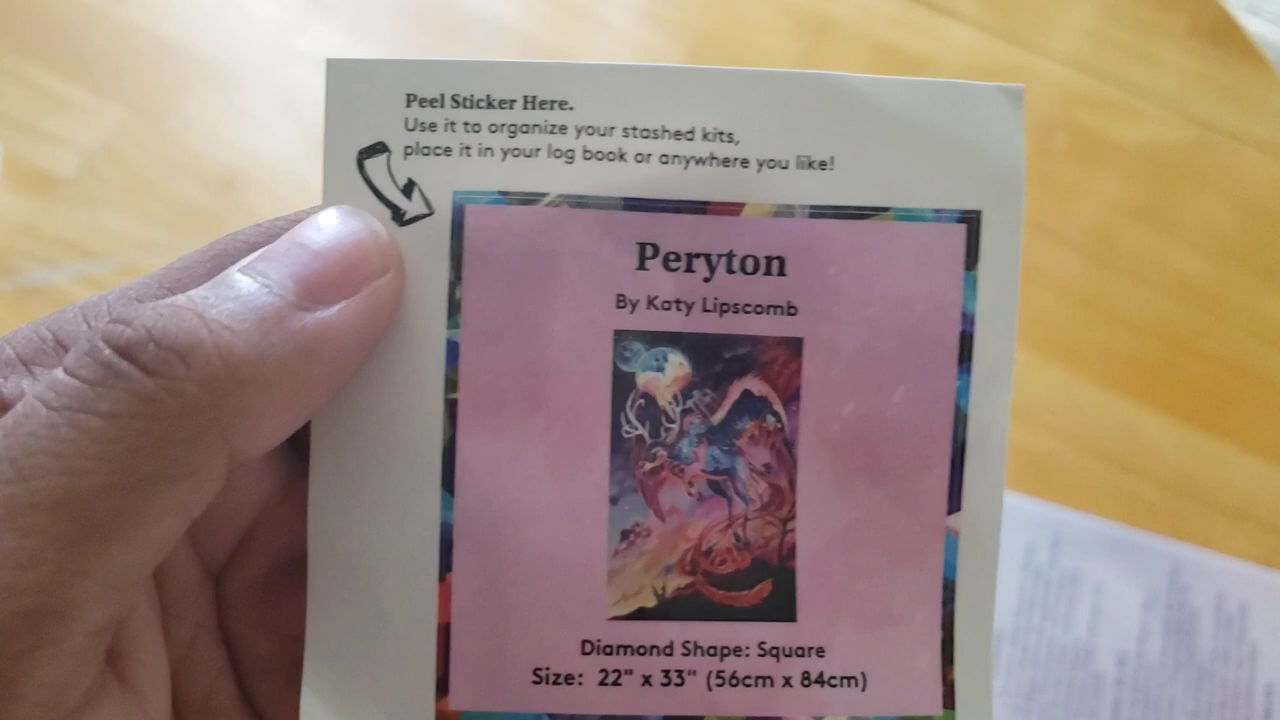 Peel Sticker Here.
Use it to organize your stashed kits,
place it in your log book or anywhere you like!
Peryton
By Katy Lipscomb
Diamond Shape: Square
Size: 22" x 33" (56cm x 84cm)